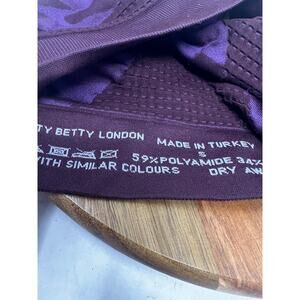 TY BETTY LONDON MADE IN TURKEY
S
59% POLYAMIDE 34%
WITH SIMILAR COLOURS DRY AW